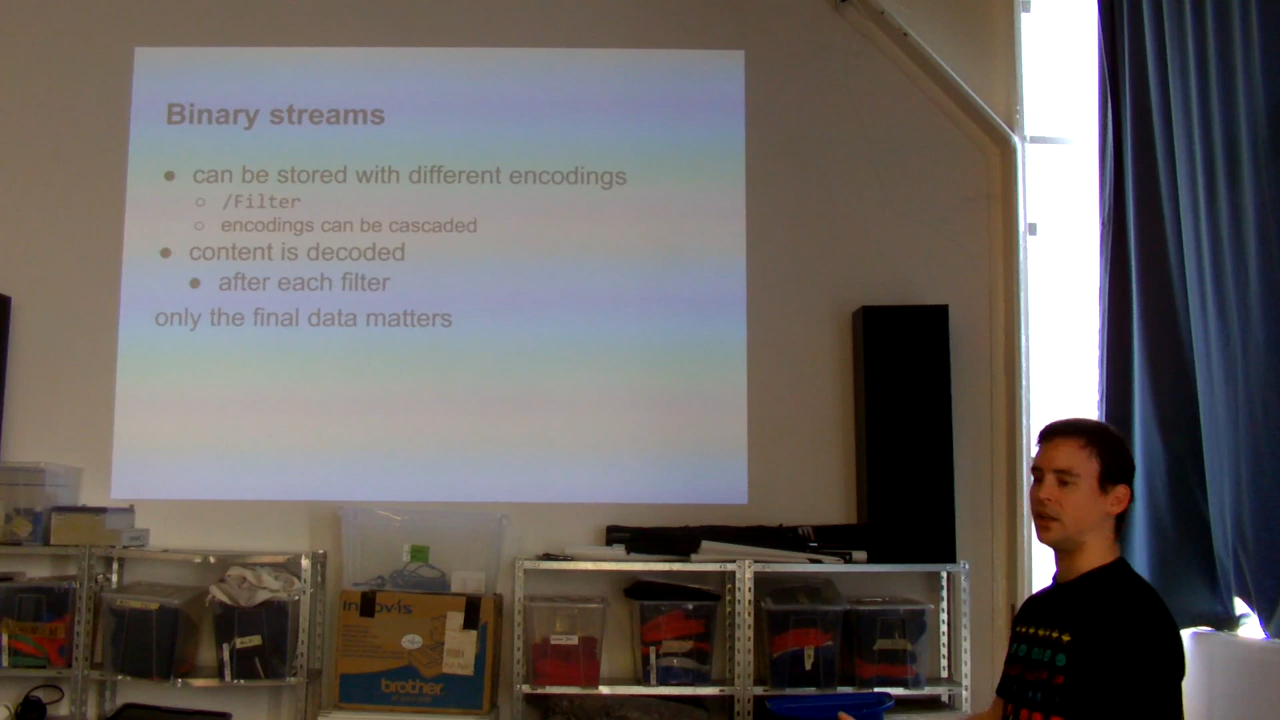 Binary streams
● can be stored with different encodings
○ /Filter
○ encodings can be cascaded
● content is decoded
● after each filter
only the final data matters
brother